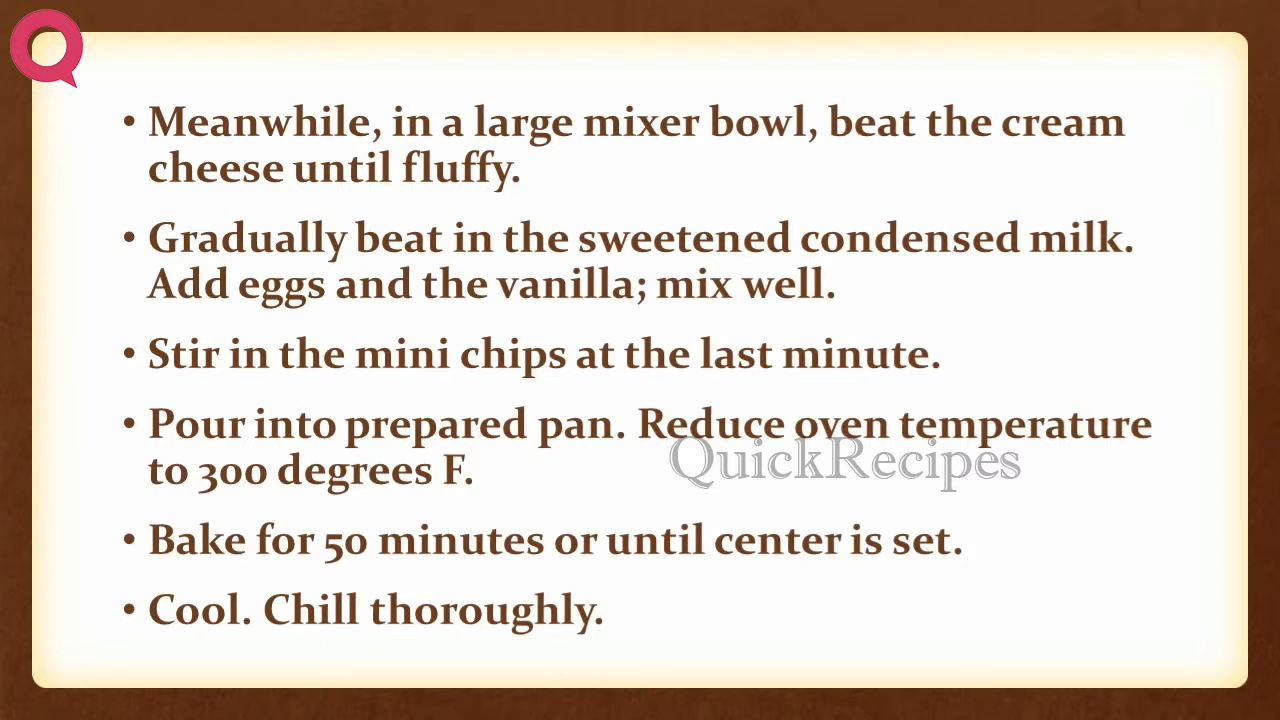 • Meanwhile, in a large mixer bowl, beat the cream
cheese until fluffy.
• Gradually beat in the sweetened condensed milk.
Add eggs and the vanilla; mix well.
• Stir in the mini chips at the last minute.
• Pour into prepared pan. Reduce oven temperature
to 300 degrees F.
QuickRecipes
• Bake for 50 minutes or until center is set.
• Cool. Chill thoroughly.